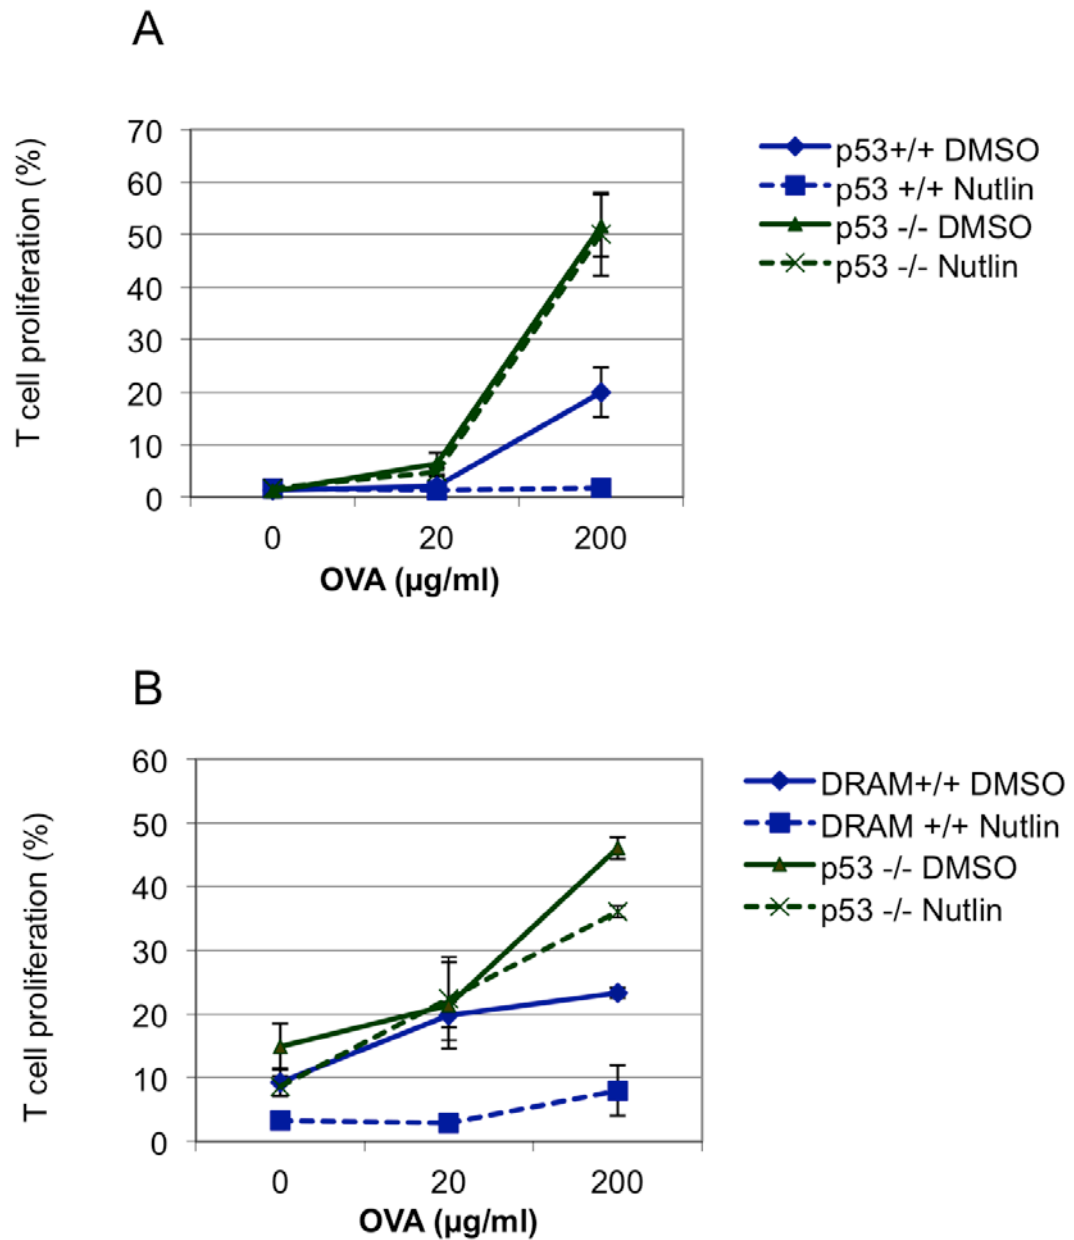 A
T cell proliferation (%)
70
60
50
40
30
20
10
0
0 20 200
OVA (µg/ml)
p53+/+ DMSO
p53 +/+ Nutlin
p53 -/- DMSO
p53 -/- Nutlin
B
T cell proliferation (%)
60
50
40
30
20
10
0
0 20 200
OVA (µg/ml)
DRAM+/+ DMSO
DRAM +/+ Nutlin
p53 -/- DMSO
p53 -/- Nutlin